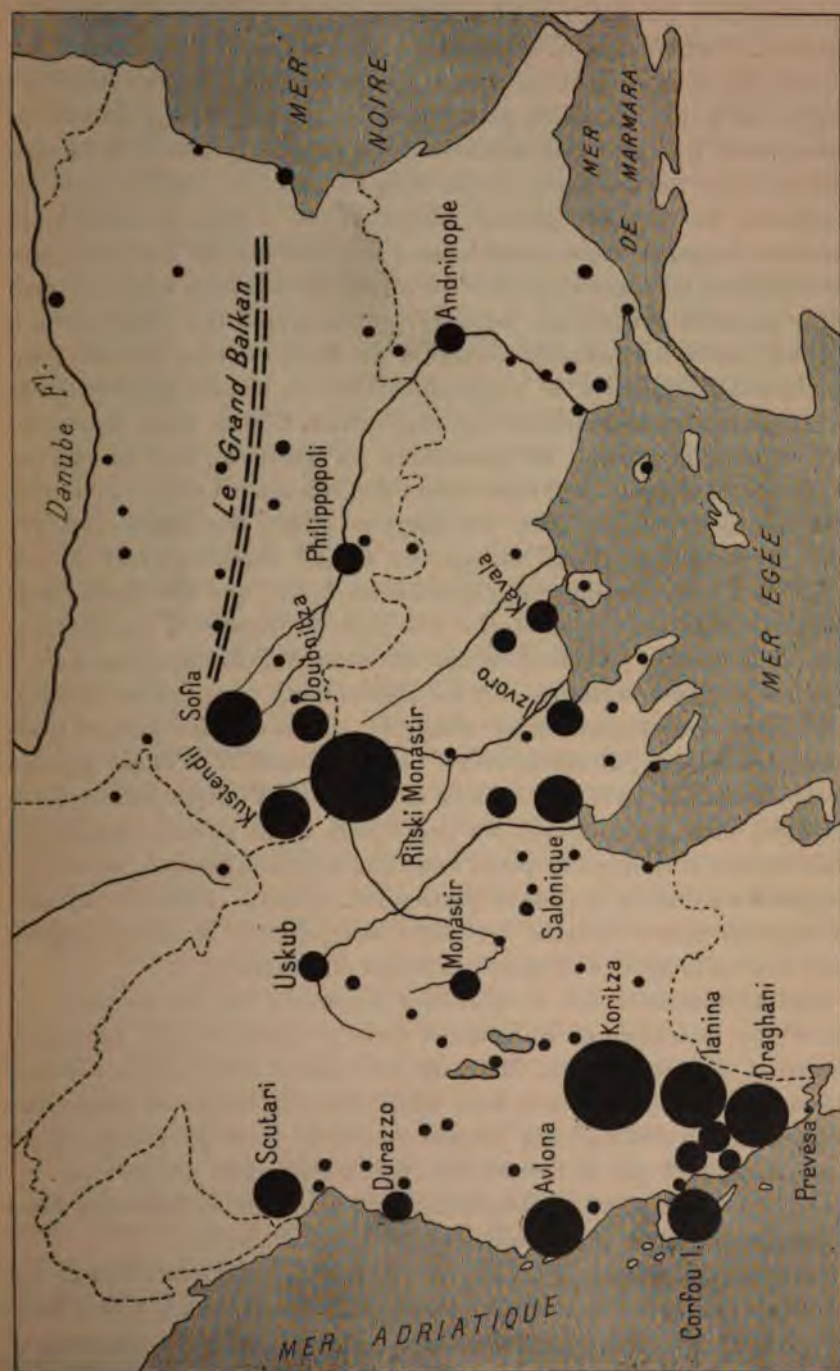 MER
NOIRE
MER
DE MARMARA
Danube Fl.
Le Grand Balkan
Andrinople
Philippopoli
Sofia
Doubnitza
Kustendil
Rilski Monastir
Kavala
Izvoro
MER EGÉE
Uskub
Monastir
Salonique
Koritza
Ianina
Draghani
Scutari
Durazzo
Avlona
Corfou I.
Prévésa
MER ADRIATIQUE